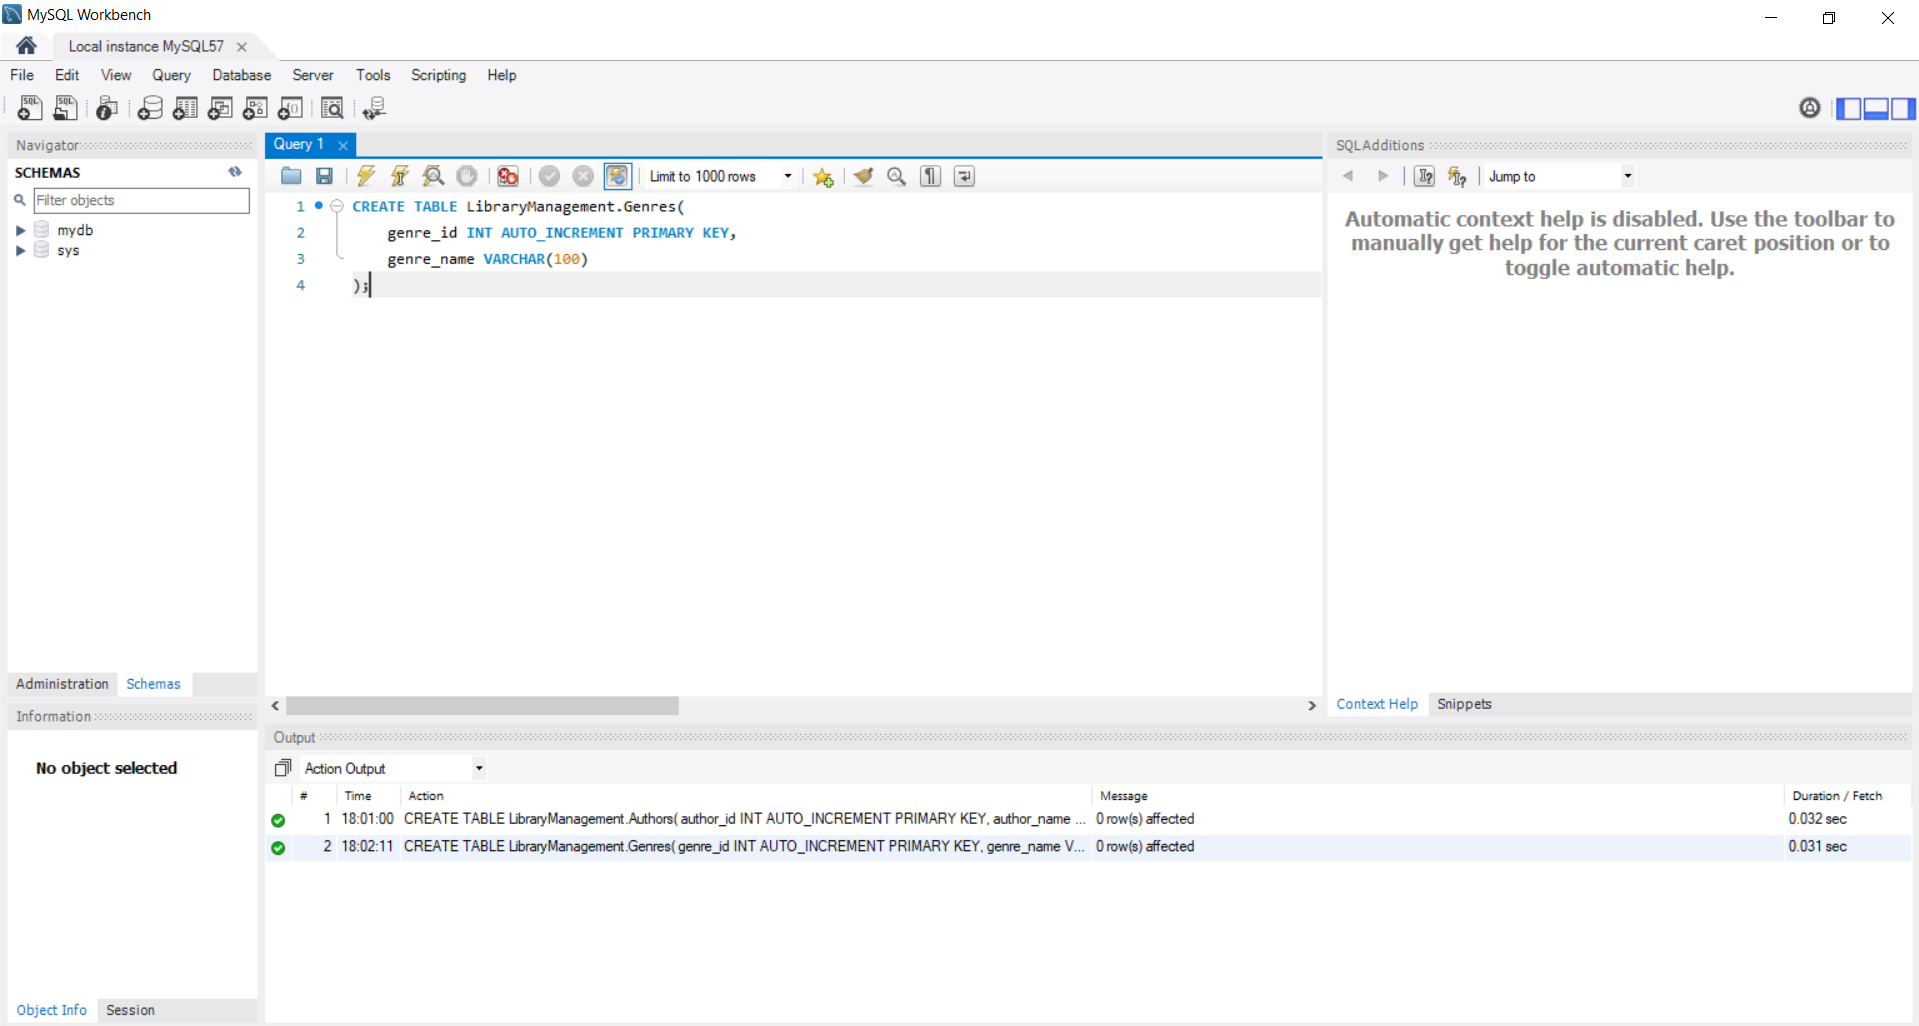 MySQL Workbench
Local instance MySQL57
File Edit View Query Database Server Tools Scripting Help
Navigator
SCHEMAS
Filter objects
mydb
sys
Administration Schemas
Information
No object selected
Object Info Session
Query 1
Limit to 1000 rows
1 CREATE TABLE LibraryManagement.Genres(
2 genre_id INT AUTO_INCREMENT PRIMARY KEY,
3 genre_name VARCHAR(100)
4 );
SQLAdditions
Jump to
Automatic context help is disabled. Use the toolbar to
manually get help for the current caret position or to
toggle automatic help.
Context Help Snippets
Output
Action Output
# Time Action Message Duration / Fetch
1 18:01:00 CREATE TABLE LibraryManagement.Authors( author_id INT AUTO_INCREMENT PRIMARY KEY, author_name ... 0 row(s) affected 0.032 sec
2 18:02:11 CREATE TABLE LibraryManagement.Genres( genre_id INT AUTO_INCREMENT PRIMARY KEY, genre_name V... 0 row(s) affected 0.031 sec